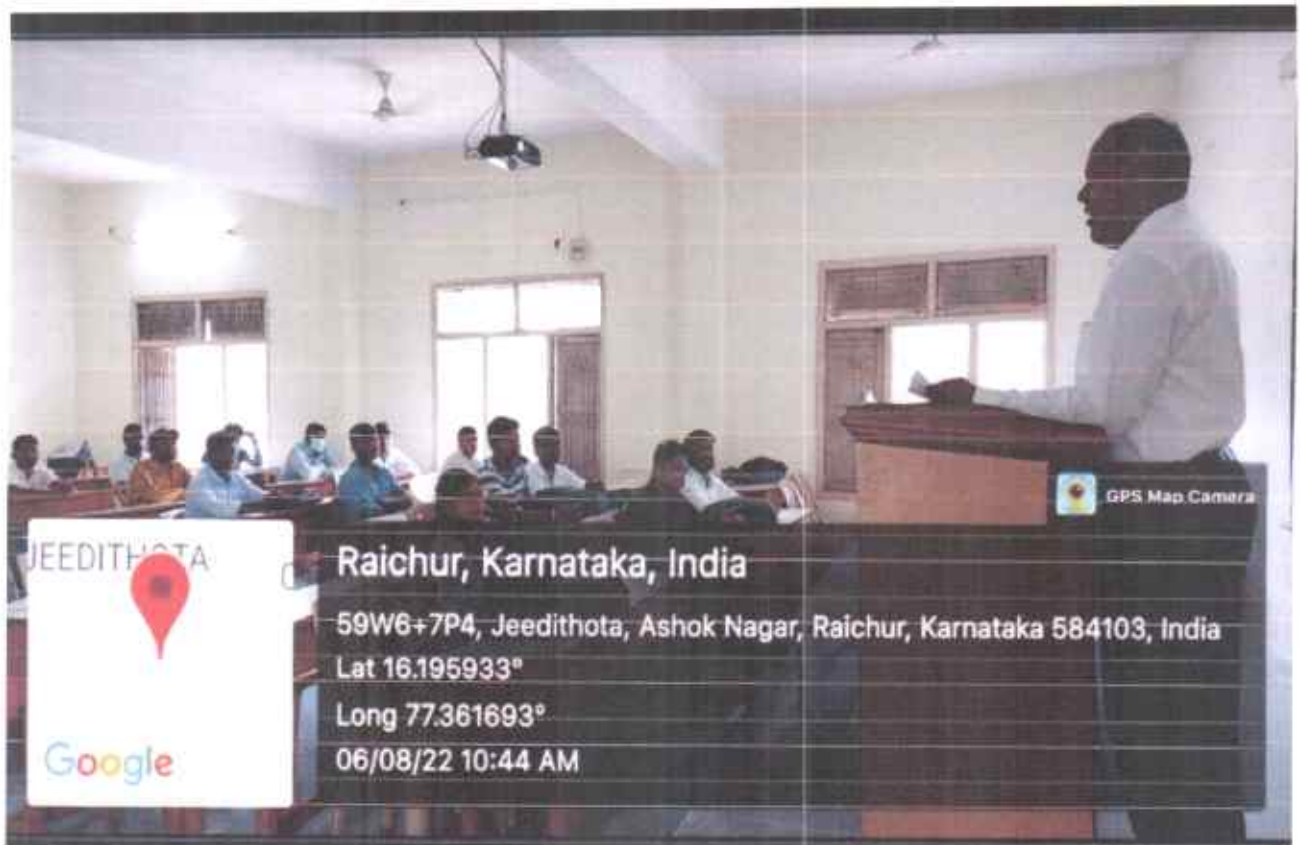 GPS Map Camera
JEEDITHOTA
Google
Raichur, Karnataka, India
59W6+7P4, Jeedithota, Ashok Nagar, Raichur, Karnataka 584103, India
Lat 16.195933°
Long 77.361693°
06/08/22 10:44 AM